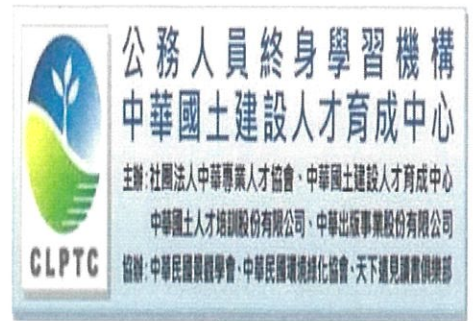 公務人員終身學習機構
中華國土建設人才育成中心
主辦：社團法人中華專業人才協會、中華國土建設人才育成中心
中華國土人才培訓股份有限公司、中華出版事業股份有限公司
CLPTC
協辦：中華民國景觀學會、中華民國環境綠化協會、天下遠見讀書俱樂部